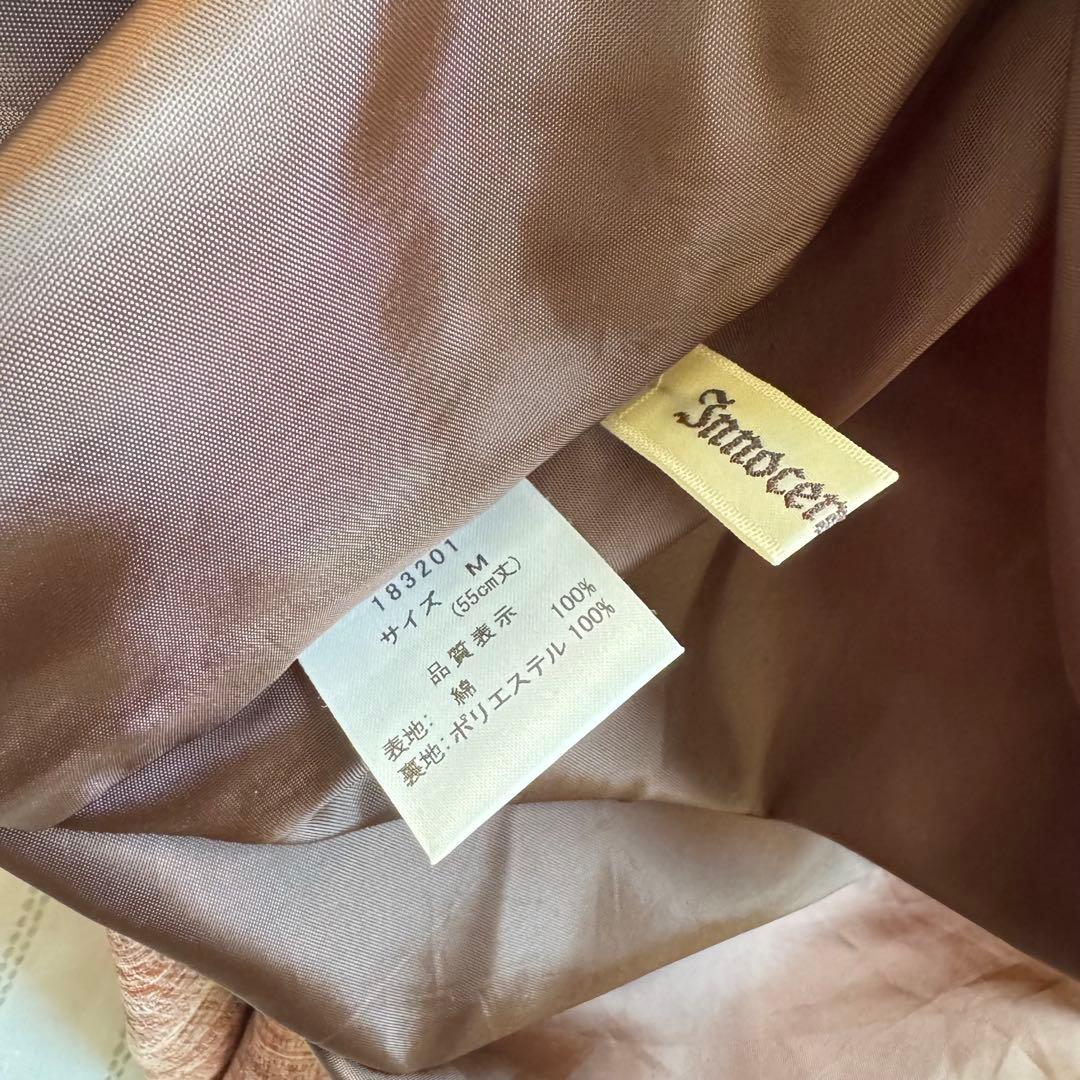 Innocen
183201
サイズ M
(55cm丈)
品質表示
表地: 綿 100%
裏地: ポリエステル 100%